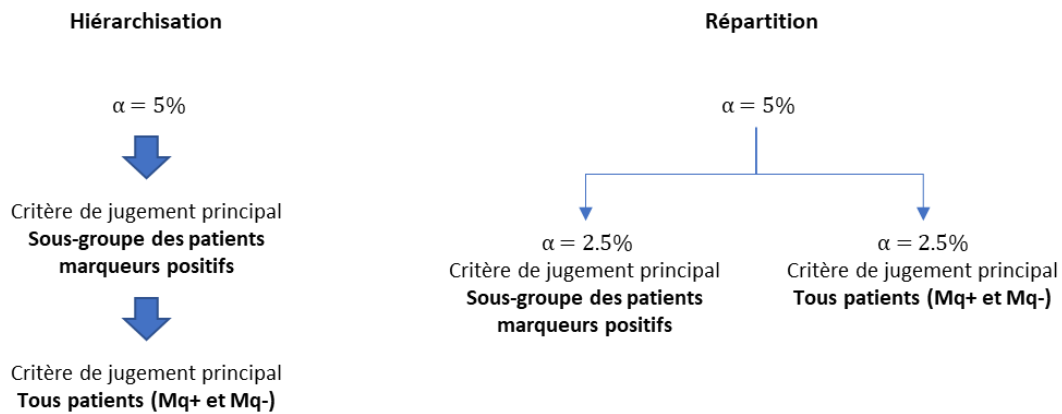 Hiérarchisation
α = 5%
Critère de jugement principal
Sous-groupe des patients
marqueurs positifs
Critère de jugement principal
Tous patients (Mq+ et Mq-)
Répartition
α = 5%
α = 2.5%
Critère de jugement principal
Sous-groupe des patients
marqueurs positifs
α = 2.5%
Critère de jugement principal
Tous patients (Mq+ et Mq-)